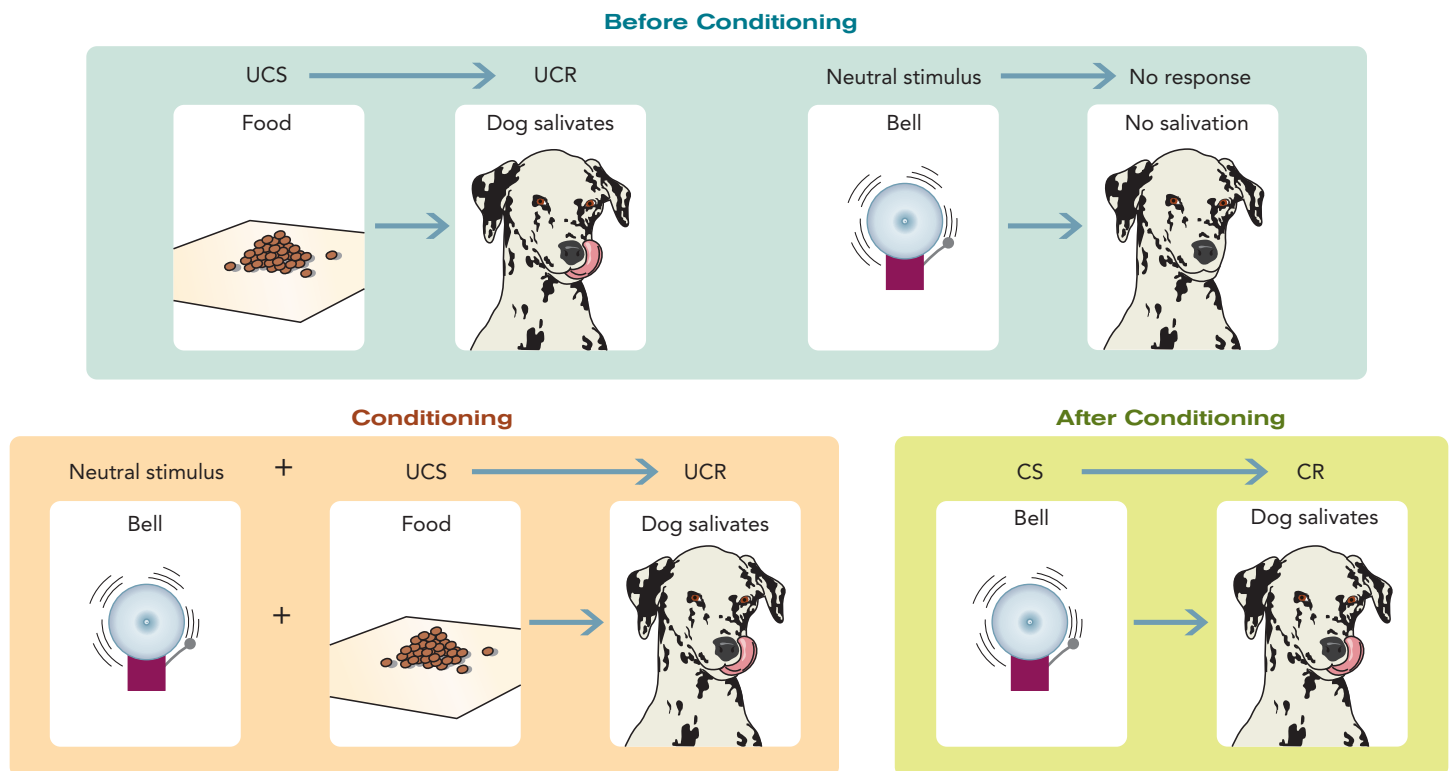 Before Conditioning
UCS UCR Neutral stimulus No response
Food Dog salivates Bell No salivation
Conditioning
Neutral stimulus + UCS UCR
Bell Food Dog salivates
+
After Conditioning
CS CR
Bell Dog salivates